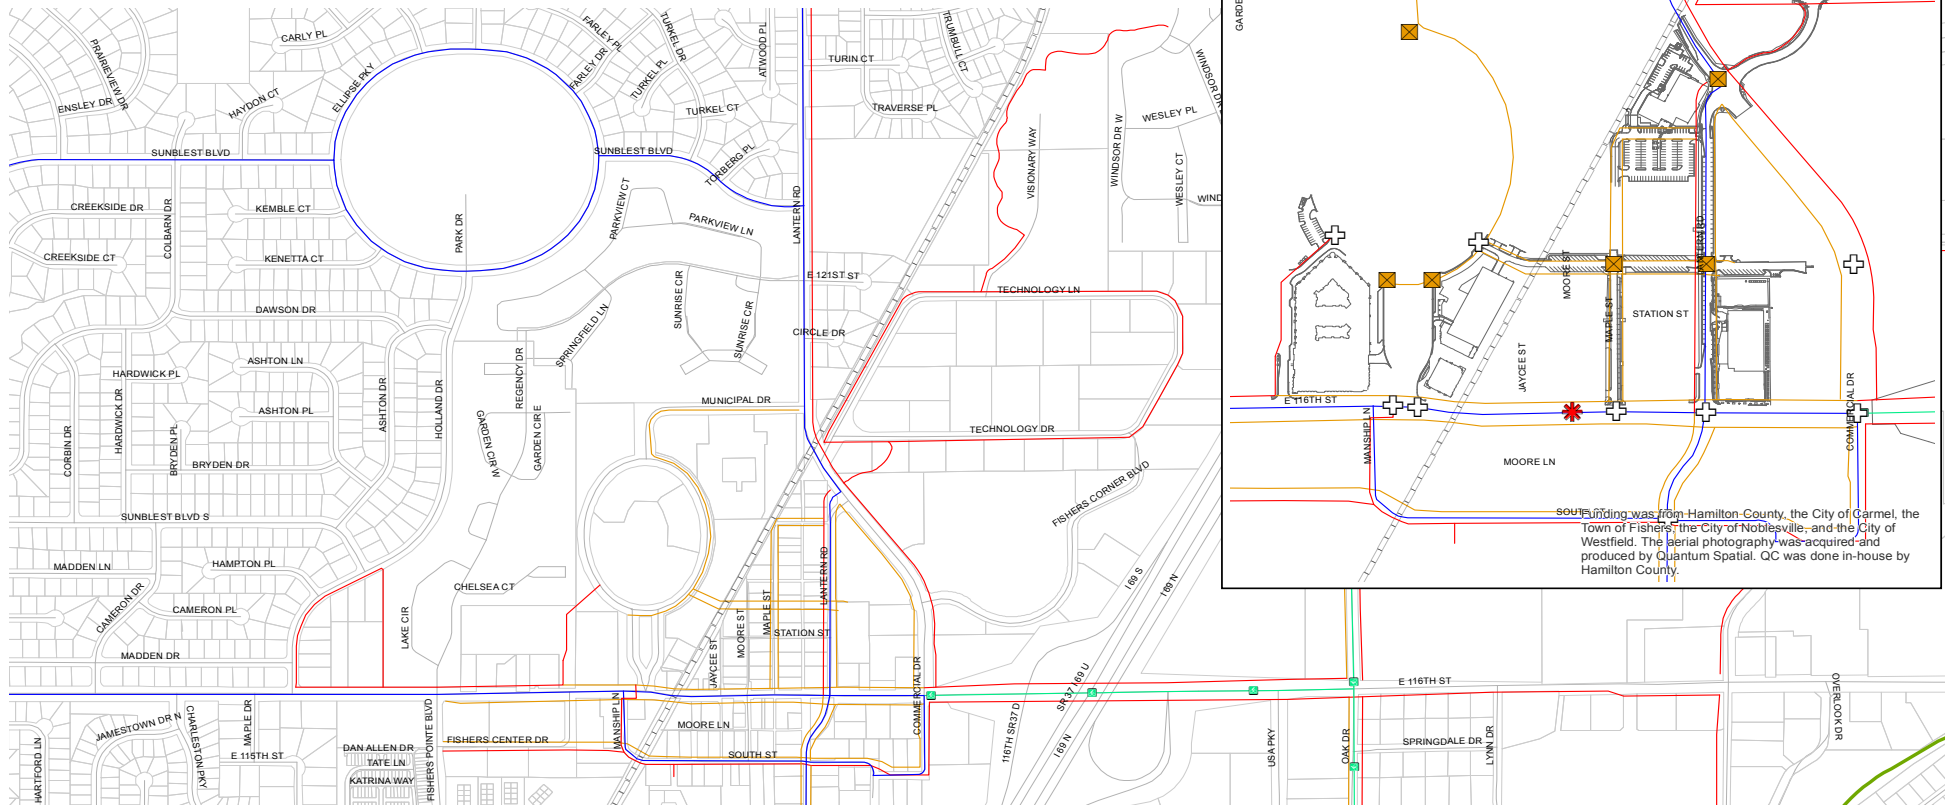 CARLY PL
PRAIRIEVIEW DR
ENSLEY DR
HAYDON CT
ELLIPSE PKY
FARLEY PL
FARLEY DR
TURKEL DR
TURKEL PL
TURKEL CT
ATWOOD PL
TURIN CT
TRUMBULL CT
TRAVERSE PL
WINDSOR DR
WESLEY PL
WINDSOR DR W
WESLEY CT
WIND
VISIONARY WAY
SUNBLEST BLVD
SUNBLEST BLVD
TORBERG PL
CREEKSIDE DR
COLBARN DR
KEMBLE CT
PARK DR
PARKVIEW CT
PARKVIEW LN
LANTERN RD
CREEKSIDE CT
KENETTA CT
E 121ST ST
TECHNOLOGY LN
SUNRISE CIR
SUNRISE CIR
DAWSON DR
SPRINGFIELD LN
CIRCLE DR
ASHTON LN
HARDWICK PL
HARDWICK DR
REGENCY DR
ASHTON DR
HOLLAND DR
ASHTON PL
MUNICIPAL DR
GARDEN CIR W
GARDEN CIR E
CORBIN DR
BRYDEN PL
BRYDEN DR
TECHNOLOGY DR
FISHERS CORNER BLVD
SUNBLEST BLVD S
MADDEN LN
HAMPTON PL
CHELSEA CT
CAMERON DR
CAMERON PL
LAKE CIR
LANTERN RD
MAPLE ST
MOORE ST
STATION ST
JAYCEE ST
I 69 S
I 69 N
MADDEN DR
COMMERCIAL DR
SR37 I 69 U
E 116TH ST
OVERLOOK DR
HARTFORD LN
JAMESTOWN DR N
CHARLESTON PKY
MAPLE DR
E 115TH ST
DAN ALLEN DR
TATE LN
KATRINA WAY
FISHERS POINTE BLVD
FISHERS CENTER DR
MANSHIP LN
MOORE LN
SOUTH ST
116TH SR37 D
I 69 N
USA PKY
OAK DR
SPRINGDALE DR
LYNN DR
GARDE
LANTERN RD
MOORE ST
MAPLE ST
STATION ST
JAYCEE ST
E 116TH ST
MANSHIP LN
COMMERCIAL DR
MOORE LN
SOUTH ST
Funding was from Hamilton County, the City of Carmel, the
Town of Fishers, the City of Noblesville, and the City of
Westfield. The aerial photography was acquired and
produced by Quantum Spatial. QC was done in-house by
Hamilton County.